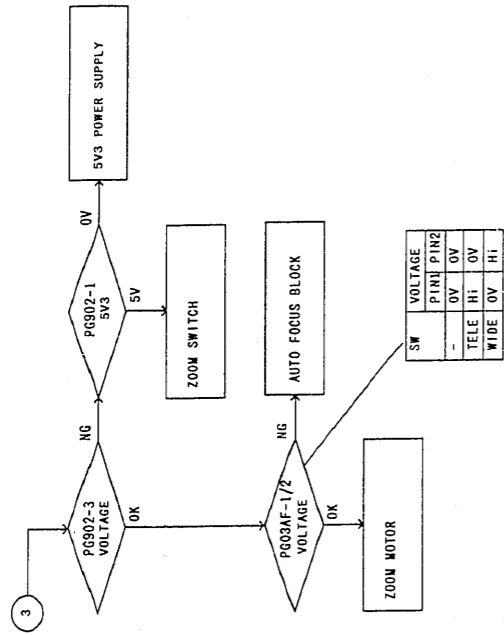 3
PG902-3
VOLTAGE
NG
OK
PG902-1
5V3
0V
5V
5V3 POWER SUPPLY
ZOOM SWITCH
PG03AF-1/2
VOLTAGE
NG
OK
AUTO FOCUS BLOCK
ZOOM MOTOR
SW VOLTAGE
PIN1 PIN2
- 0V 0V
TELE Hi 0V
WIDE 0V Hi